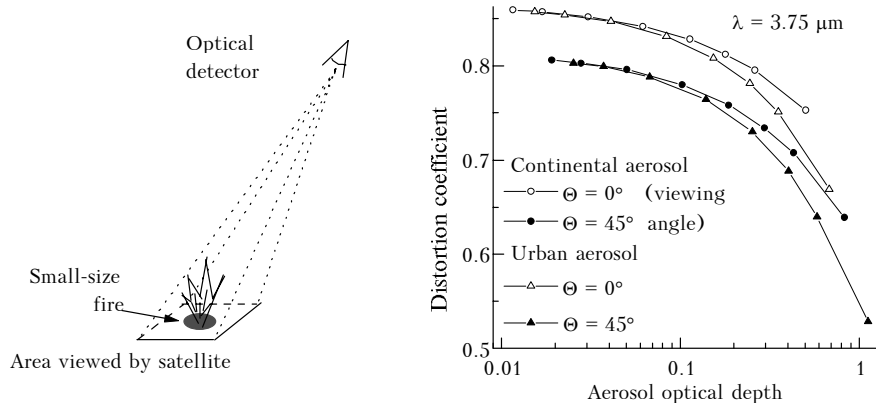 Optical
detector
Small-size
fire
Area viewed by satellite
λ = 3.75 μm
Distortion coefficient
0.8
0.7
0.6
0.5
Continental aerosol
Θ = 0° (viewing
Θ = 45° angle)
Urban aerosol
Θ = 0°
Θ = 45°
0.01 0.1 1
Aerosol optical depth